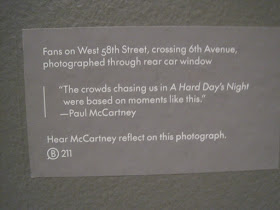 Fans on West 58th Street, crossing 6th Avenue,
photographed through rear car window
“The crowds chasing us in A Hard Day’s Night
were based on moments like this.”
—Paul McCartney
Hear McCartney reflect on this photograph.
B 211